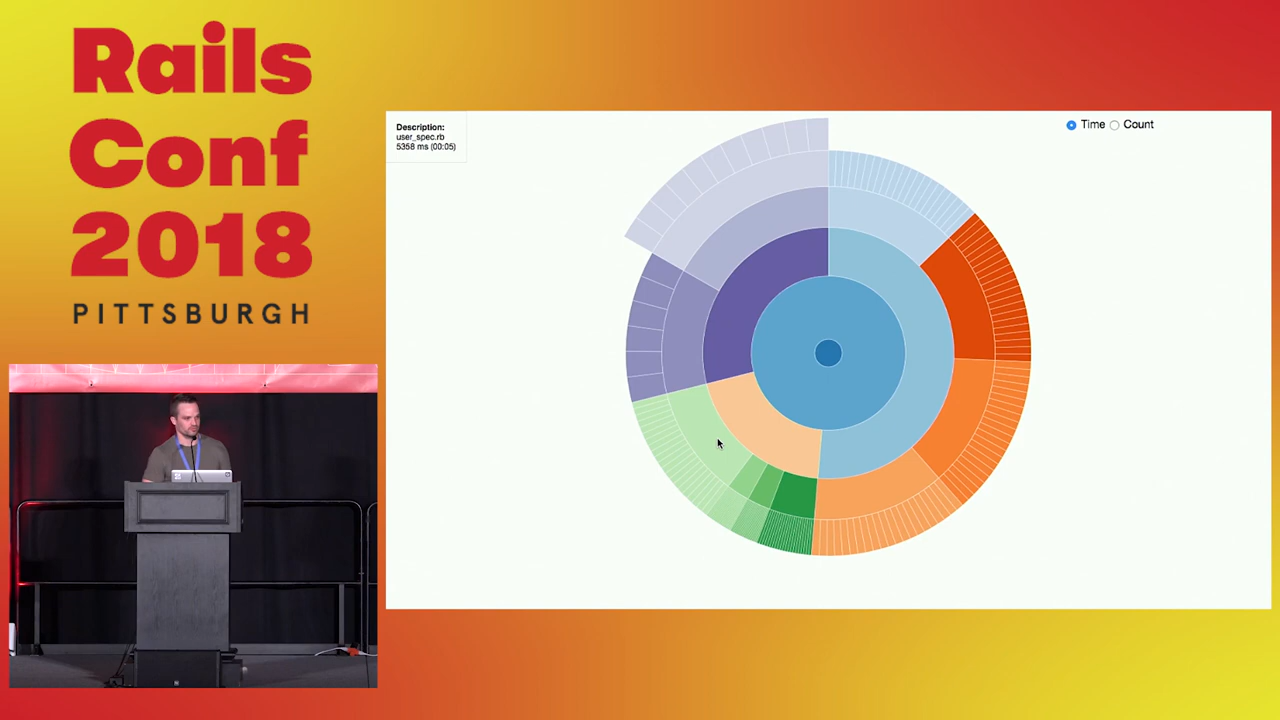 Rails
Conf
2018
PITTSBURGH
Description:
user_spec.rb
5358 ms (00:05)
Time
Count